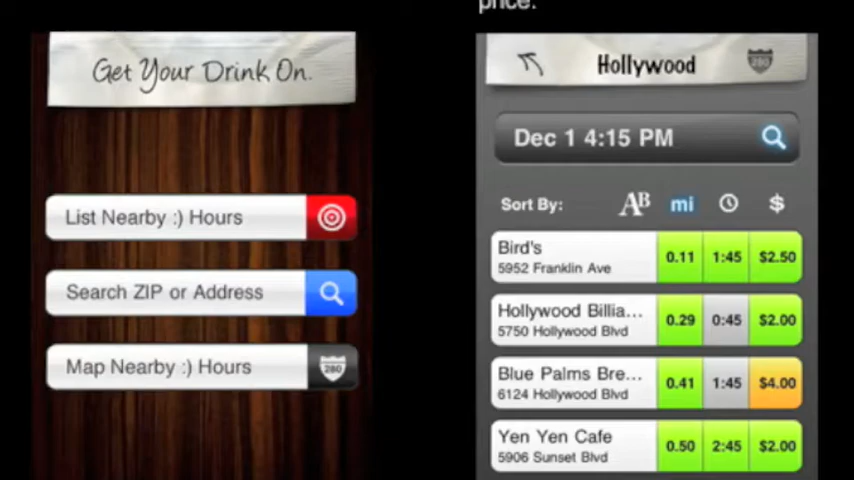 price.
Get Your Drink On.
List Nearby :) Hours
Search ZIP or Address
Map Nearby :) Hours
280
Hollywood
280
Dec 1 4:15 PM
Sort By: AB mi $
Bird's
5952 Franklin Ave
0.11 1:45 $2.50
Hollywood Billia...
5750 Hollywood Blvd
0.29 0:45 $2.00
Blue Palms Bre...
6124 Hollywood Blvd
0.41 1:45 $4.00
Yen Yen Cafe
5906 Sunset Blvd
0.50 2:45 $2.00